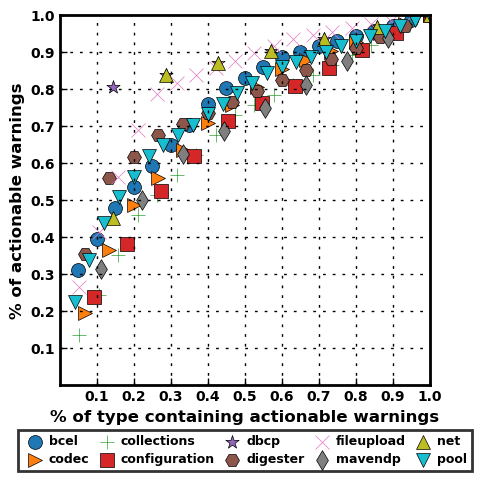 1.0
0.9
0.8
0.7
0.6
0.5
0.4
0.3
0.2
0.1
% of actionable warnings
0.1 0.2 0.3 0.4 0.5 0.6 0.7 0.8 0.9 1.0
% of type containing actionable warnings
bcel collections dbcp fileupload net
codec configuration digester mavendp pool